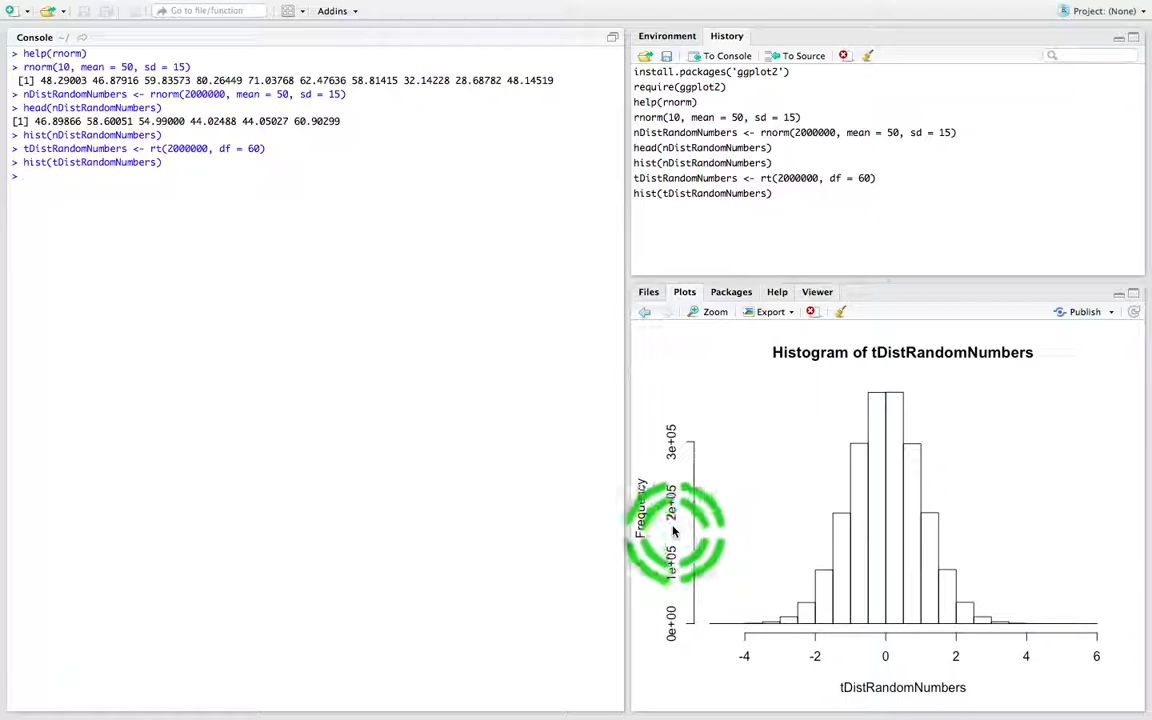 Go to file/function
Addins
Project: (None)
Console ~/
> help(rnorm)
> rnorm(10, mean = 50, sd = 15)
[1] 48.29003 46.87916 59.83573 80.26449 71.03768 62.47636 58.81415 32.14228 28.68782 48.14519
> nDistRandomNumbers <- rnorm(2000000, mean = 50, sd = 15)
> head(nDistRandomNumbers)
[1] 46.89866 58.60051 54.99000 44.02488 44.05027 60.90299
> hist(nDistRandomNumbers)
> tDistRandomNumbers <- rt(2000000, df = 60)
> hist(tDistRandomNumbers)
>
Environment History
To Console To Source
install.packages('ggplot2')
require(ggplot2)
help(rnorm)
rnorm(10, mean = 50, sd = 15)
nDistRandomNumbers <- rnorm(2000000, mean = 50, sd = 15)
head(nDistRandomNumbers)
hist(nDistRandomNumbers)
tDistRandomNumbers <- rt(2000000, df = 60)
hist(tDistRandomNumbers)
Files Plots Packages Help Viewer
Zoom Export Publish
Histogram of tDistRandomNumbers
Frequency
0e+00 1e+05 2e+05 3e+05
-4 -2 0 2 4 6
tDistRandomNumbers